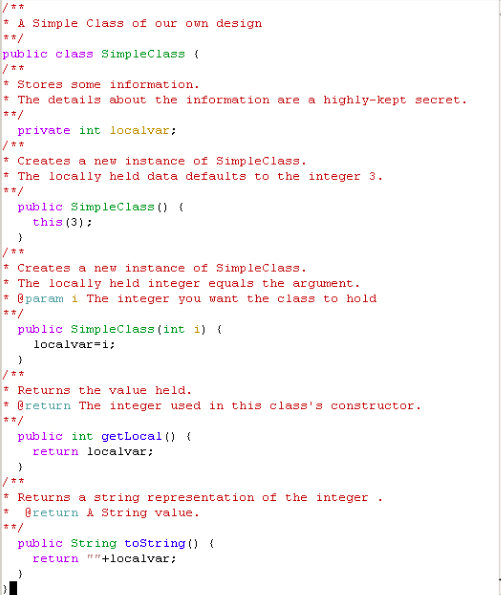 /**
* A Simple Class of our own design
**/
public class SimpleClass {
/**
* Stores some information.
* The details about the information are a highly-kept secret.
**/
  private int localvar;
/**
* Creates a new instance of SimpleClass.
* The locally held data defaults to the integer 3.
**/
  public SimpleClass() {
    this(3);
  }
/**
* Creates a new instance of SimpleClass.
* The locally held integer equals the argument.
* @param i The integer you want the class to hold
**/
  public SimpleClass(int i) {
    localvar=i;
  }
/**
* Returns the value held.
* @return The integer used in this class's constructor.
**/
  public int getLocal() {
    return localvar;
  }
/**
* Returns a string representation of the integer .
*  @return A String value.
**/
  public String toString() {
    return ""+localvar;
  }
}